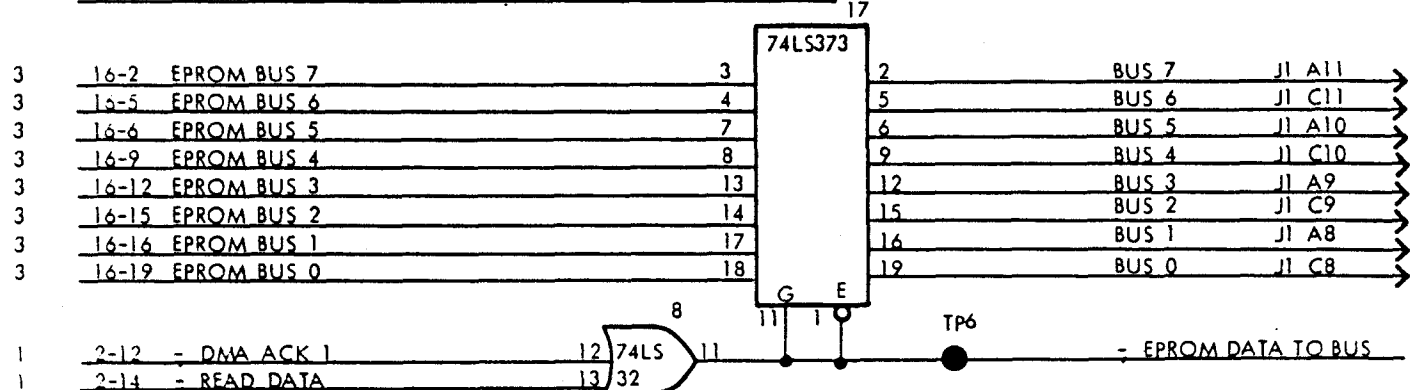 17
74LS373
3 16-2 EPROM BUS 7 3 2 BUS 7 J1 A11
3 16-5 EPROM BUS 6 4 5 BUS 6 J1 C11
3 16-6 EPROM BUS 5 7 6 BUS 5 J1 A10
3 16-9 EPROM BUS 4 8 9 BUS 4 J1 C10
3 16-12 EPROM BUS 3 13 12 BUS 3 J1 A9
3 16-15 EPROM BUS 2 14 15 BUS 2 J1 C9
3 16-16 EPROM BUS 1 17 16 BUS 1 J1 A8
3 16-19 EPROM BUS 0 18 19 BUS 0 J1 C8
G E
8 11 1 TP6
1 2-12 - DMA ACK 1 12 74LS 11 - EPROM DATA TO BUS
1 2-14 - READ DATA 13 32